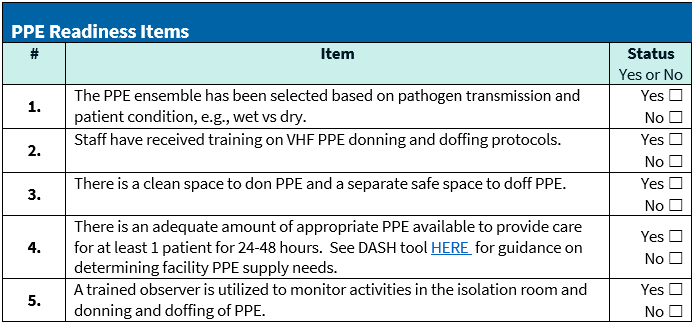 PPE Readiness Items
# Item Status
Yes or No
1. The PPE ensemble has been selected based on pathogen transmission and Yes ☐
patient condition, e.g., wet vs dry. No ☐
2. Staff have received training on VHF PPE donning and doffing protocols. Yes ☐
No ☐
3. There is a clean space to don PPE and a separate safe space to doff PPE. Yes ☐
No ☐
4. There is an adequate amount of appropriate PPE available to provide care Yes ☐
for at least 1 patient for 24-48 hours. See DASH tool HERE for guidance on No ☐
determining facility PPE supply needs.
5. A trained observer is utilized to monitor activities in the isolation room and Yes ☐
donning and doffing of PPE. No ☐